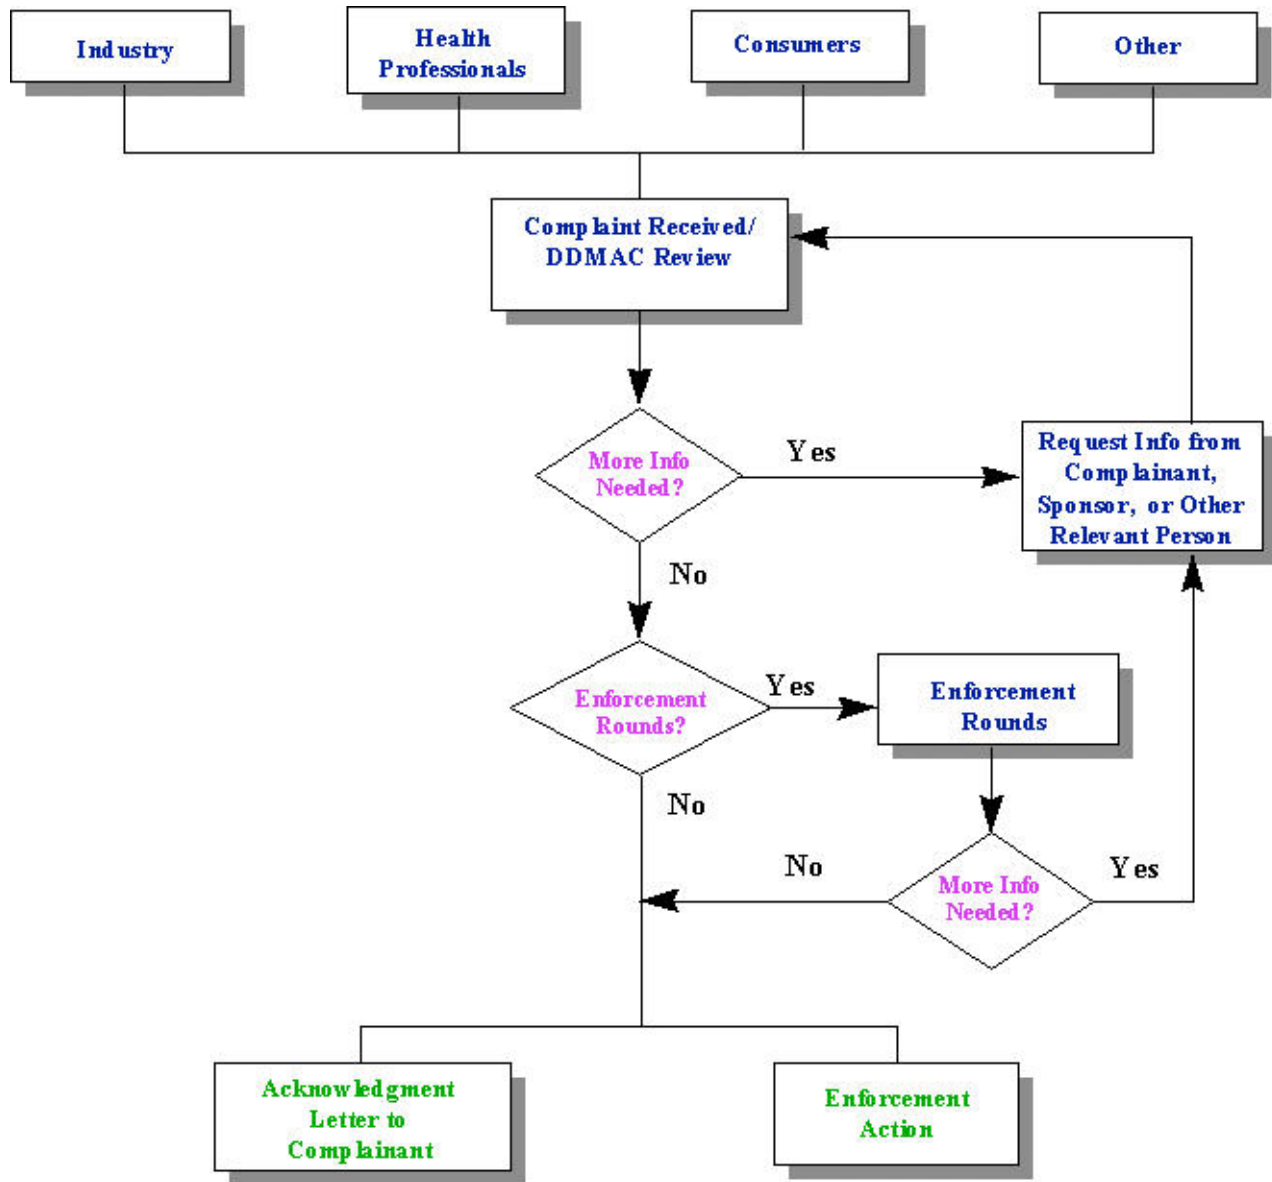 Industry
Health
Professionals
Consumers
Other
Complaint Received/
DDMAC Review
More Info
Needed?
Yes
Request Info from
Complainant,
Sponsor, or Other
Relevant Person
No
Enforcement
Rounds?
Yes
Enforcement
Rounds
No
No
More Info
Needed?
Yes
Acknowledgment
Letter to
Complainant
Enforcement
Action